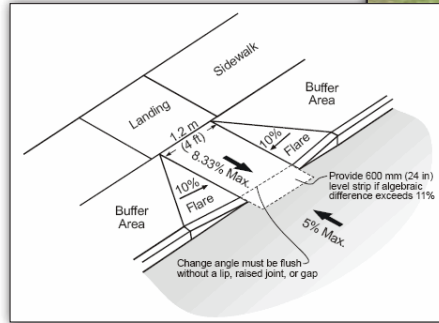 Sidewalk
Landing
Buffer
Area
1.2 m
(4 ft)
10%
Flare
8.33% Max.
10%
Flare
Provide 600 mm (24 in)
level strip if algebraic
difference exceeds 11%
Buffer
Area
5% Max.
Change angle must be flush
without a lip, raised joint, or gap